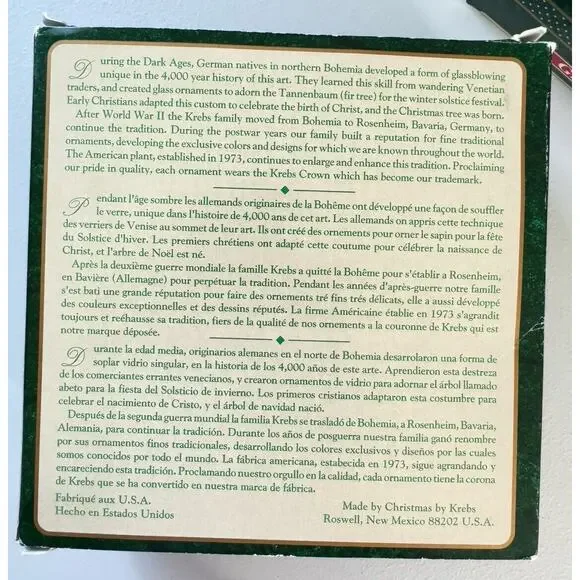 During the Dark Ages, German natives in northern Bohemia developed a form of glassblowing
unique in the 4,000 year history of this art. They learned this skill from wandering Venetian
traders, and created glass ornaments to adorn the Tannenbaum (fir tree) for the winter solstice festival.
Early Christians adapted this custom to celebrate the birth of Christ, and the Christmas tree was born.
After World War II the Krebs family moved from Bohemia to Rosenheim, Bavaria, Germany, to
continue the tradition. During the postwar years our family built a reputation for fine traditional
ornaments, developing the exclusive colors and designs for which we are known throughout the world.
The American plant, established in 1973, continues to enlarge and enhance this tradition. Proclaiming
our pride in quality, each ornament wears the Krebs Crown which has become our trademark.
Pendant l'âge sombre les allemands originaires de la Bohême ont développé une façon de souffler
le verre, unique dans l'histoire de 4,000 ans de cet art. Ils les allemands on appris cette technique
des verriers de Venise au sommet de leur art. Ils ont créé des ornements pour orner le sapin pour la fête
du Solstice d'hiver. Les premiers chrétiens ont adapté cette coutume pour célébrer la naissance de
Christ, et l'arbre de Noël est né.
Après la deuxième guerre mondiale la famille Krebs a quitté la Bohême pour s'établir a Rosenheim,
en Bavière (Allemagne) pour perpétuer la tradition. Pendant les années d'après-guerre notre famille
s'est bati une grande réputation pour faire des ornements tré fins trés délicats, elle a aussi développé
des couleurs exceptionelles et des dessins réputés. La firme Américaine établie en 1973 s'agrandit
toujours et reéhausse sa tradition, fiers de la qualité de nos ornements a la couronne de Krebs qui est
notre marque déposée.
Durante la edad media, originarios alemanes en el norte de Bohemia desarrolaron una forma de
soplar vidrio singular, en la historia de los 4,000 años de este arte. Aprendieron esta destreza
de los comerciantes errantes venecianos, y crearon ornamentos de vidrio para adornar el árbol llamado
abeto para la fiesta del Solsticio de invierno. Los primeros cristianos adaptaron esta costumbre para
celebrar el nacimiento de Cristo, y el árbol de navidad nació.
Después de la segunda guerra mundial la familia Krebs se trasladó de Bohemia, a Rosenheim, Bavaria,
Alemania, para continuar la tradición. Durante los años de posguerra nuestra familia ganó renombre
por sus ornamentos finos tradicionales, desarrollando los colores exclusivos y diseños por las cuales
somos conocidos por todo el mundo. La fábrica americana, estabecida en 1973, sigue agrandando y
encareciendo esta tradición. Proclamando nuestro orgullo en la calidad, cada ornamento tiene la corona
de Krebs que se ha convertido en nuestra marca de fábrica.
Fabriqué aux U.S.A.
Hecho en Estados Unidos
Made by Christmas by Krebs
Roswell, New Mexico 88202 U.S.A.